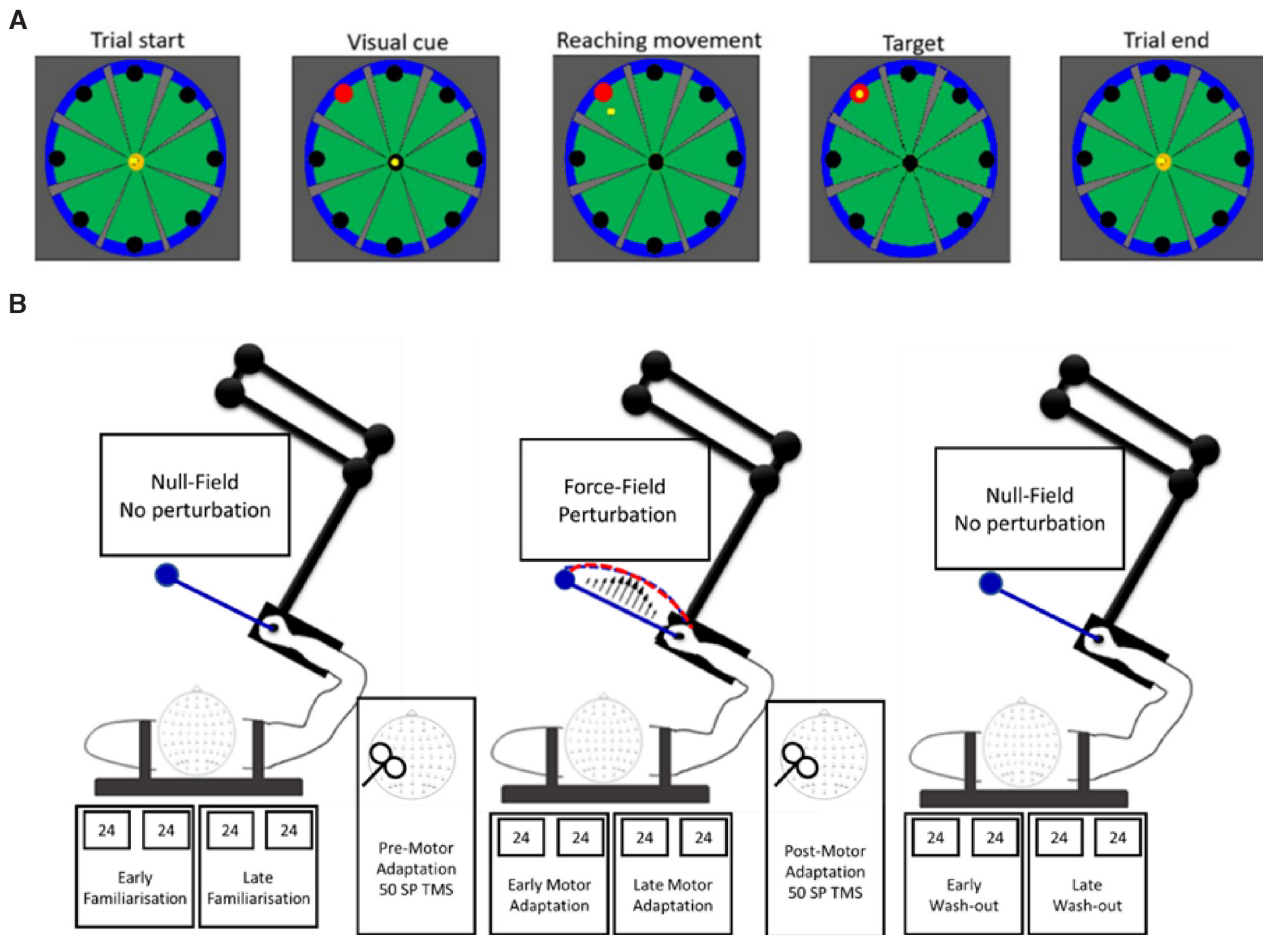 A
Trial start
Visual cue
Reaching movement
Target
Trial end
B
Null-Field
No perturbation
Force-Field
Perturbation
Null-Field
No perturbation
24 24
Early
Familiarisation
24 24
Late
Familiarisation
Pre-Motor
Adaptation
50 SP TMS
24 24
Early Motor
Adaptation
24 24
Late Motor
Adaptation
Post-Motor
Adaptation
50 SP TMS
24 24
Early
Wash-out
24 24
Late
Wash-out